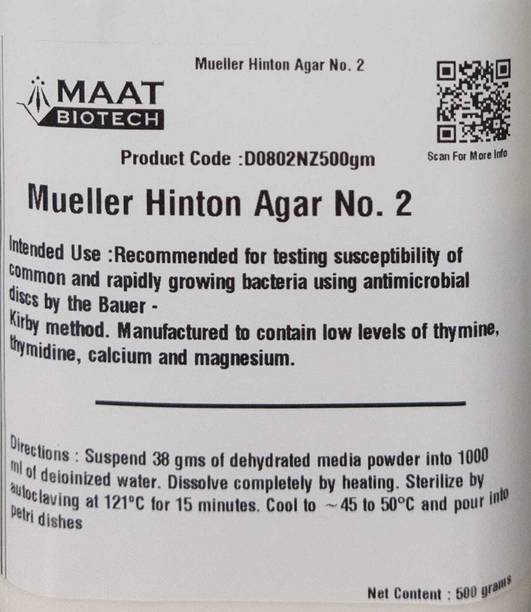 Mueller Hinton Agar No. 2
MAAT
BIOTECH
Scan For More Info
Product Code :D0802NZ500gm
Mueller Hinton Agar No. 2
Intended Use :Recommended for testing susceptibility of
common and rapidly growing bacteria using antimicrobial
discs by the Bauer -
Kirby method. Manufactured to contain low levels of thymine,
thymidine, calcium and magnesium.
Directions : Suspend 38 gms of dehydrated media powder into 1000
ml of deioinized water. Dissolve completely by heating. Sterilize by
autoclaving at 121°C for 15 minutes. Cool to ~45 to 50°C and pour into
petri dishes
Net Content : 500 grams